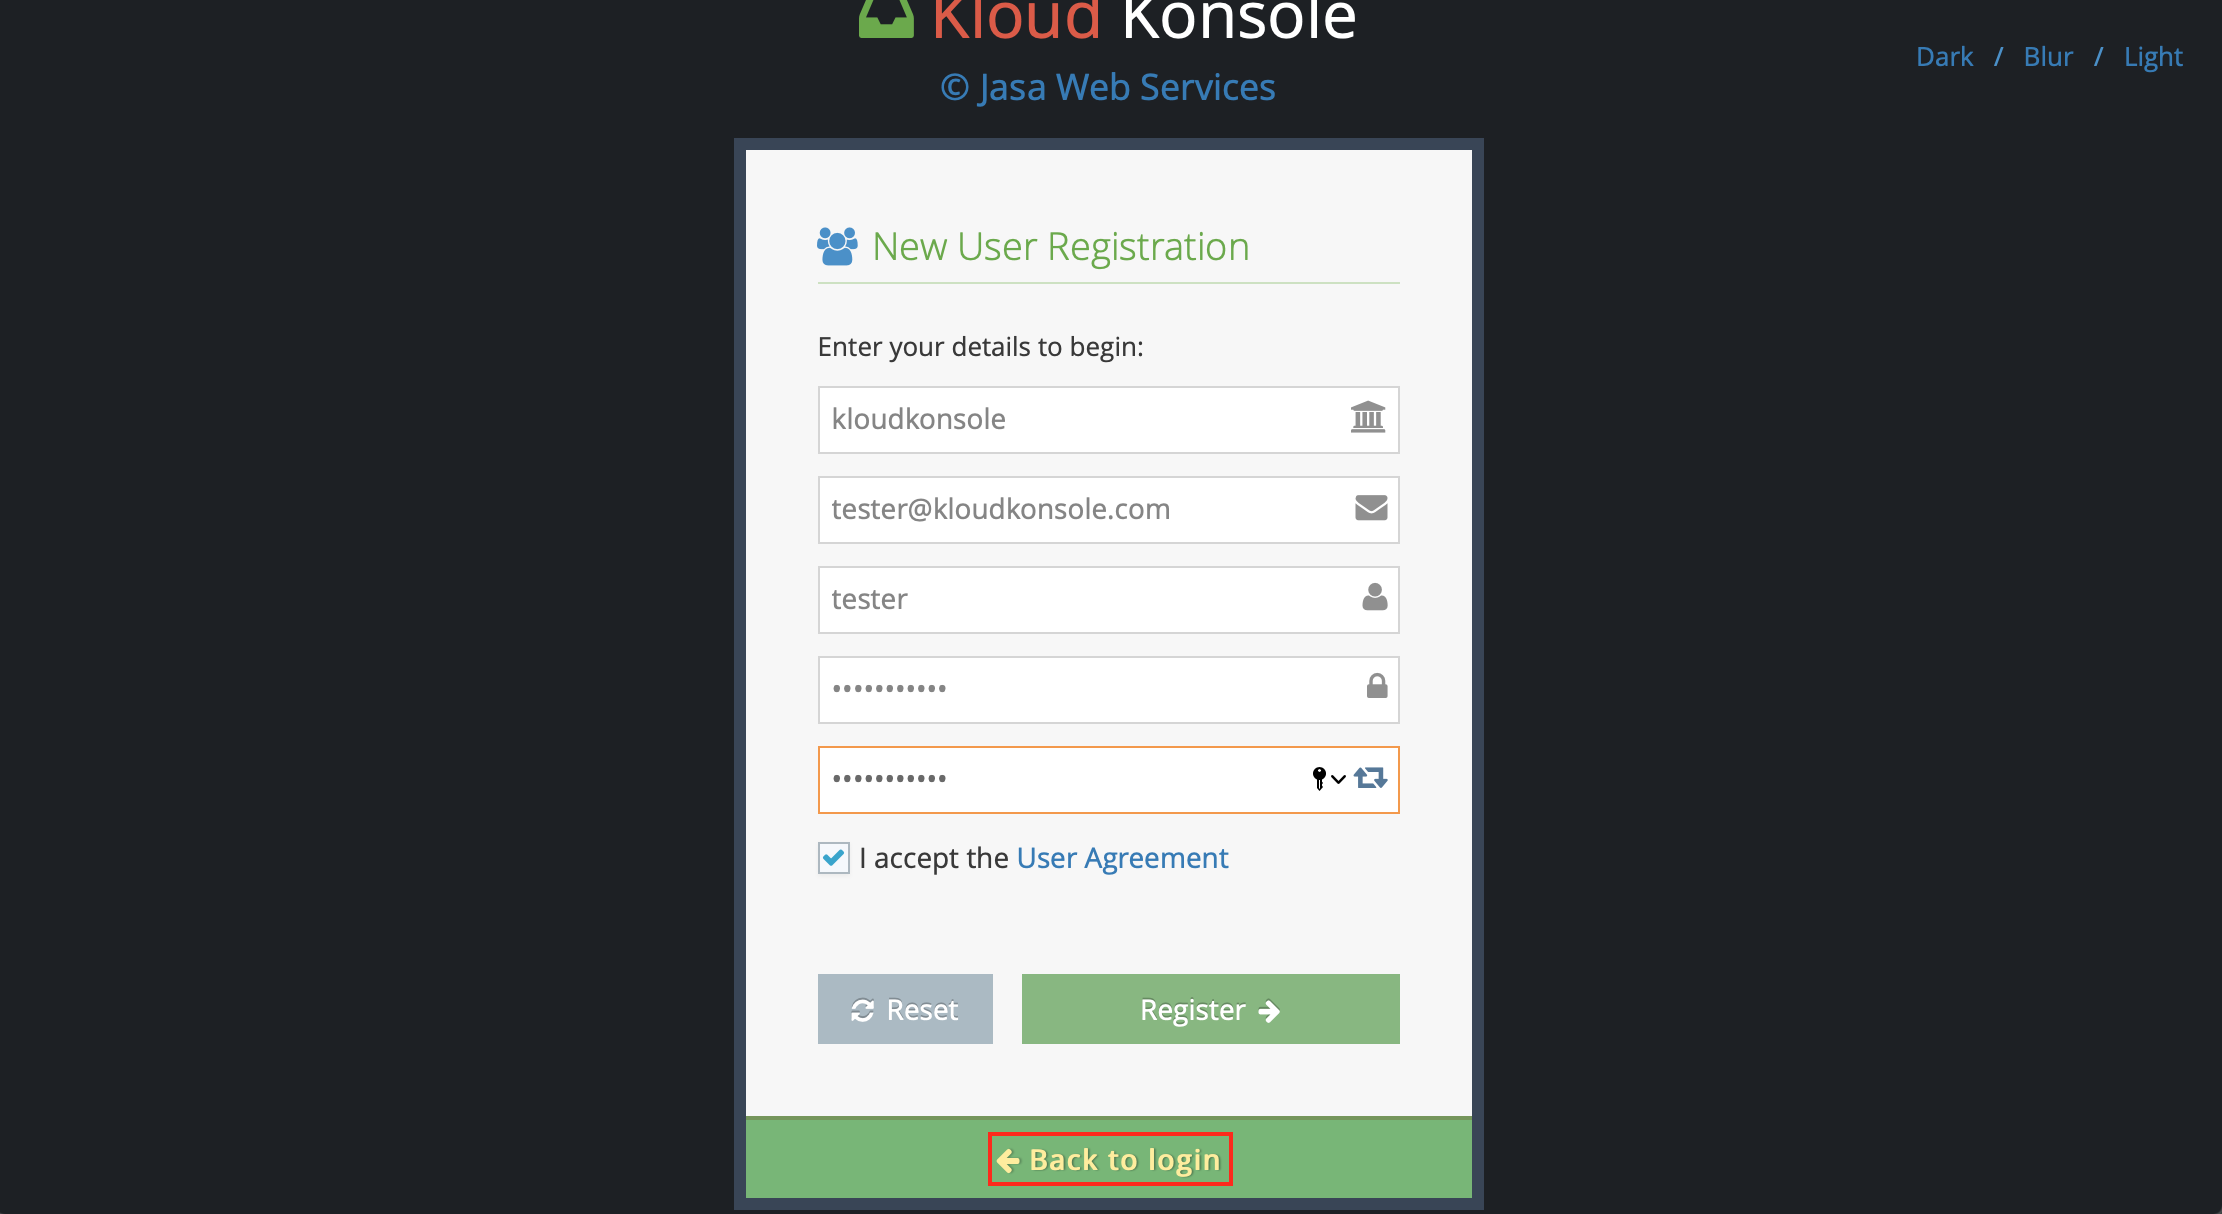 Kloud Konsole
Dark / Blur / Light
© Jasa Web Services
New User Registration
Enter your details to begin:
kloudkonsole
tester@kloudkonsole.com
tester
•••••••••••
•••••••••••
I accept the User Agreement
Reset
Register
Back to login